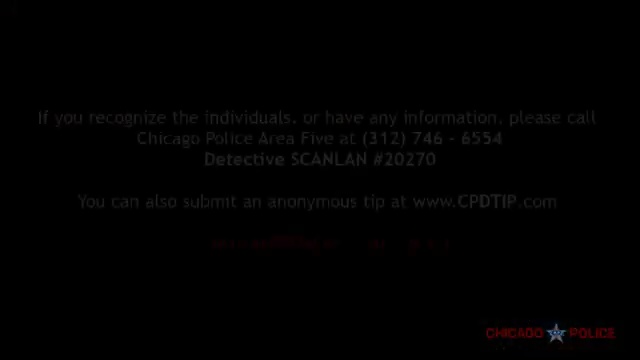 If you recognize the individuals, or have any information, please call
Chicago Police Area Five at (312) 746 - 6554
Detective SCANLAN #20270
You can also submit an anonymous tip at www.CPDTIP.com
CHICAGO POLICE